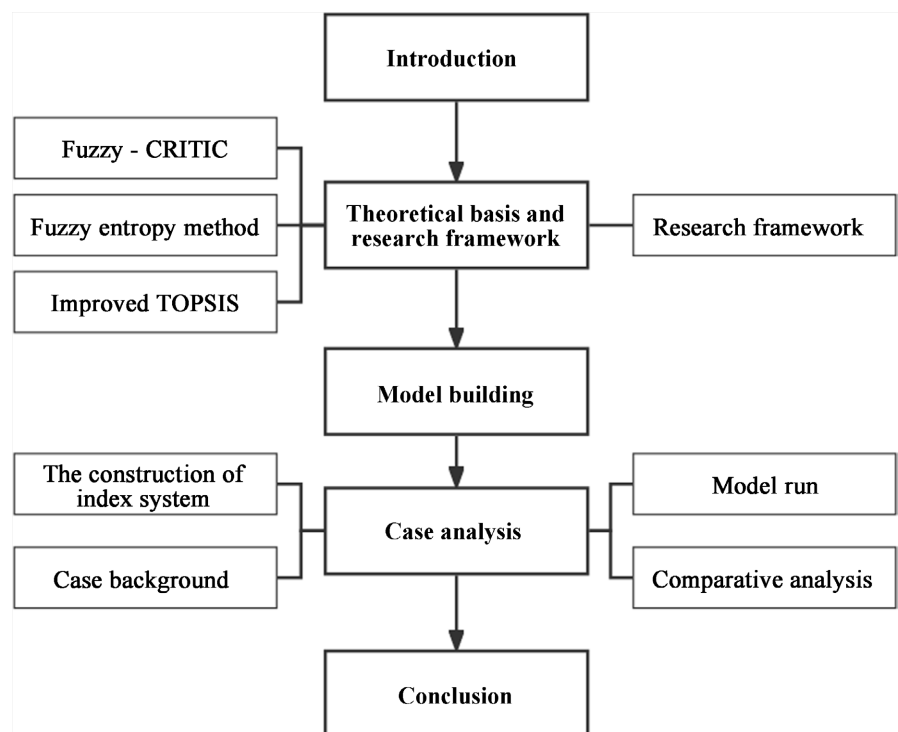 Introduction
Fuzzy - CRITIC
Fuzzy entropy method
Improved TOPSIS
Theoretical basis and
research framework
Research framework
Model building
The construction of
index system
Case background
Case analysis
Model run
Comparative analysis
Conclusion